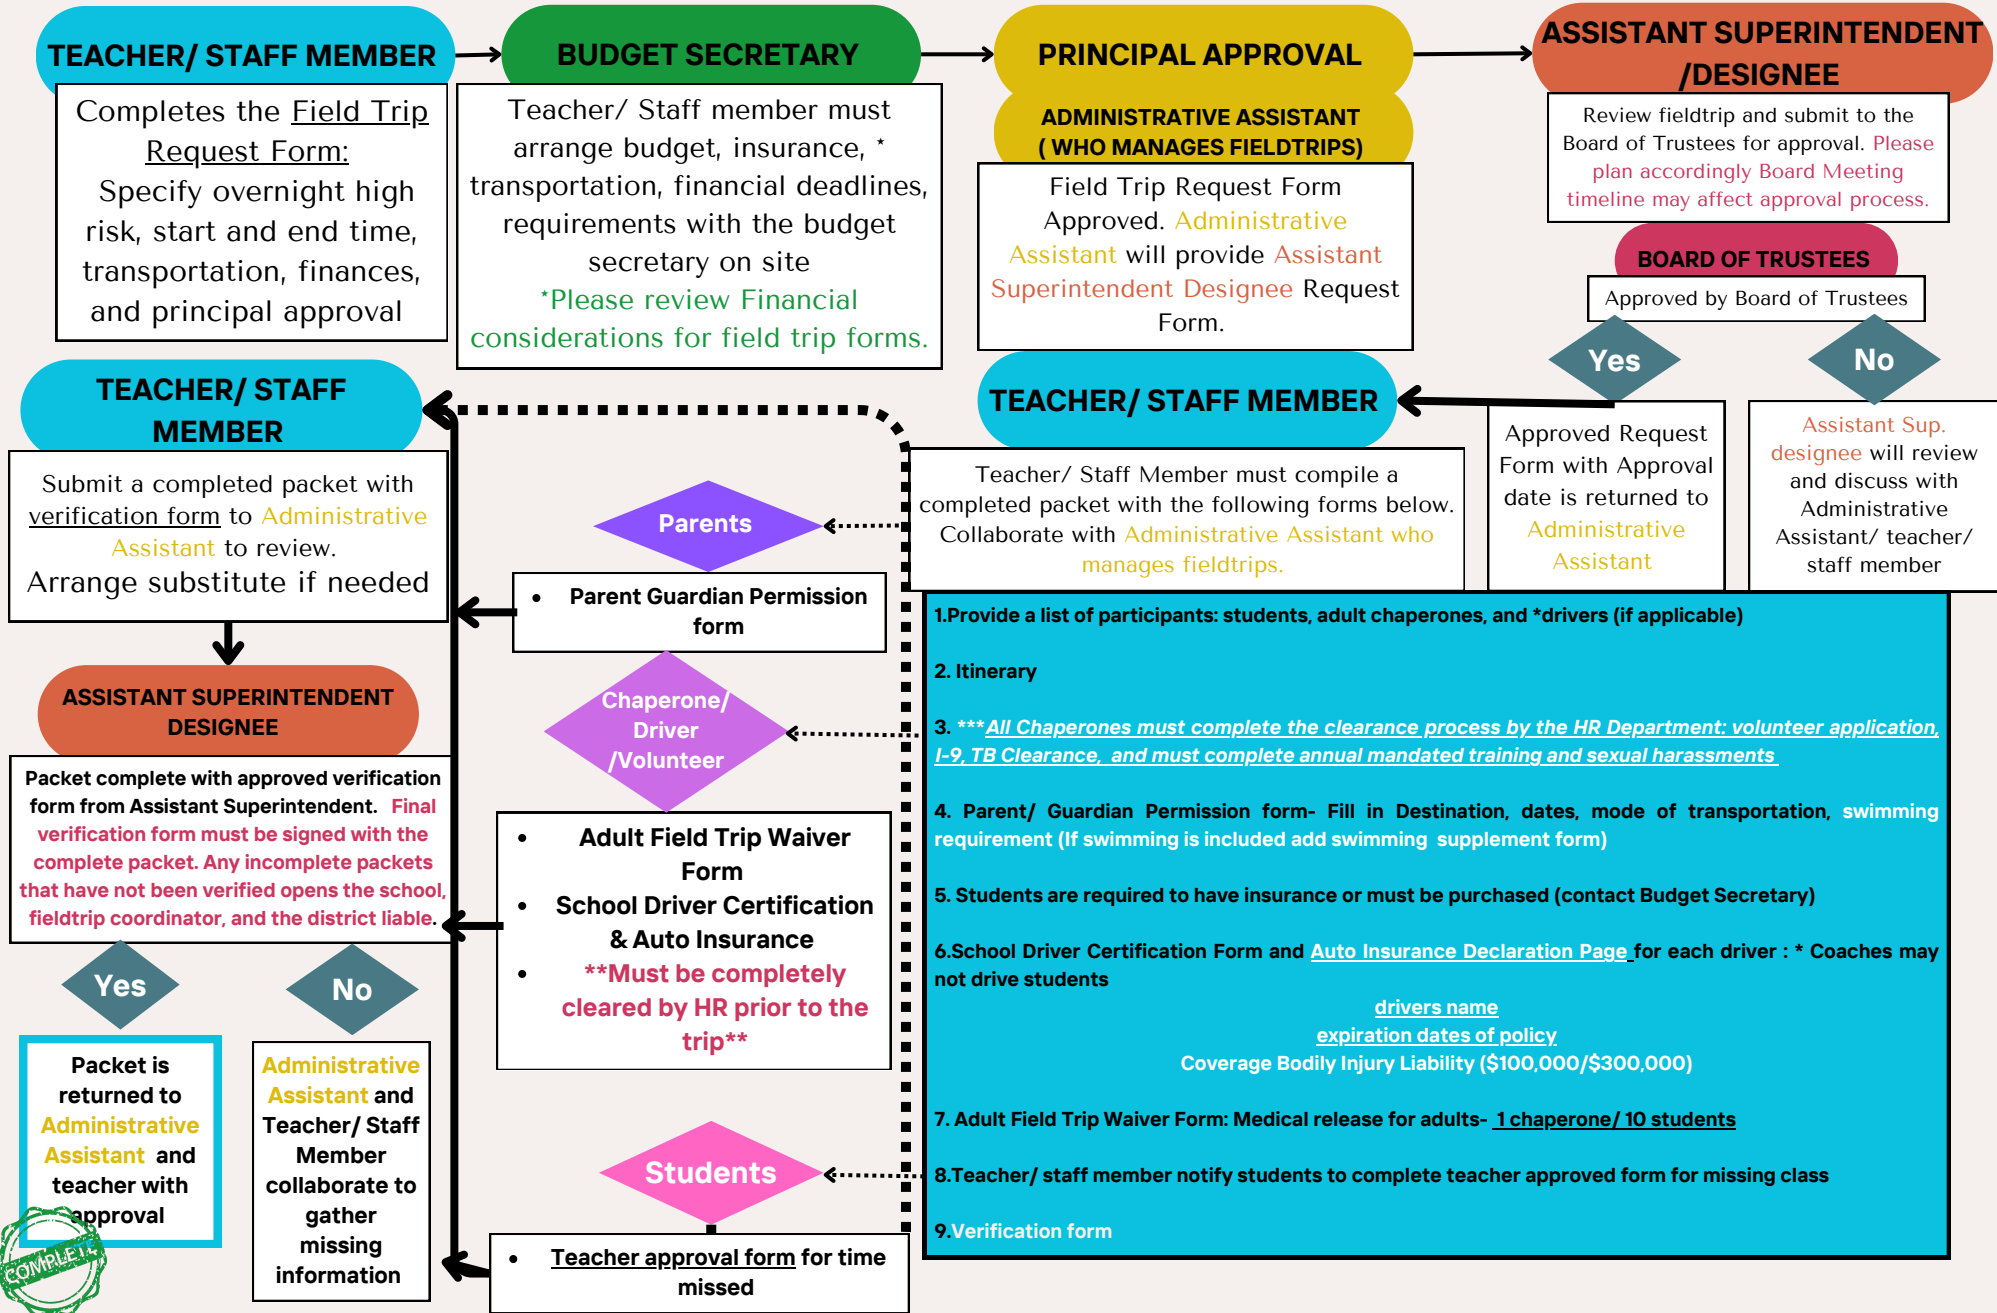 TEACHER/ STAFF MEMBER
Completes the Field Trip
Request Form:
Specify overnight high
risk, start and end time,
transportation, finances,
and principal approval
BUDGET SECRETARY
Teacher/ Staff member must
arrange budget, insurance, *
transportation, financial deadlines,
requirements with the budget
secretary on site
*Please review Financial
considerations for field trip forms.
PRINCIPAL APPROVAL
ADMINISTRATIVE ASSISTANT
( WHO MANAGES FIELDTRIPS)
Field Trip Request Form
Approved. Administrative
Assistant will provide Assistant
Superintendent Designee Request
Form.
ASSISTANT SUPERINTENDENT
/DESIGNEE
Review fieldtrip and submit to the
Board of Trustees for approval. Please
plan accordingly Board Meeting
timeline may affect approval process.
BOARD OF TRUSTEES
Approved by Board of Trustees
Yes
No
Approved Request
Form with Approval
date is returned to
Administrative
Assistant
Assistant Sup.
designee will review
and discuss with
Administrative
Assistant/ teacher/
staff member
TEACHER/ STAFF MEMBER
Teacher/ Staff Member must compile a
completed packet with the following forms below.
Collaborate with Administrative Assistant who
manages fieldtrips.
1.Provide a list of participants: students, adult chaperones, and *drivers (if applicable)
2. Itinerary
3. ***All Chaperones must complete the clearance process by the HR Department: volunteer application,
I-9, TB Clearance, and must complete annual mandated training and sexual harassments
4. Parent/ Guardian Permission form- Fill in Destination, dates, mode of transportation, swimming
requirement (If swimming is included add swimming supplement form)
5. Students are required to have insurance or must be purchased (contact Budget Secretary)
6.School Driver Certification Form and Auto Insurance Declaration Page for each driver : * Coaches may
not drive students
drivers name
expiration dates of policy
Coverage Bodily Injury Liability ($100,000/$300,000)
7. Adult Field Trip Waiver Form: Medical release for adults- 1 chaperone/ 10 students
8.Teacher/ staff member notify students to complete teacher approved form for missing class
9.Verification form
Parents
• Parent Guardian Permission
form
Chaperone/
Driver
/Volunteer
• Adult Field Trip Waiver
Form
• School Driver Certification
& Auto Insurance
• **Must be completely
cleared by HR prior to the
trip**
Students
• Teacher approval form for time
missed
TEACHER/ STAFF
MEMBER
Submit a completed packet with
verification form to Administrative
Assistant to review.
Arrange substitute if needed
ASSISTANT SUPERINTENDENT
DESIGNEE
Packet complete with approved verification
form from Assistant Superintendent. Final
verification form must be signed with the
complete packet. Any incomplete packets
that have not been verified opens the school,
fieldtrip coordinator, and the district liable.
Yes
No
Packet is
returned to
Administrative
Assistant and
teacher with
approval
COMPLETE
Administrative
Assistant and
Teacher/ Staff
Member
collaborate to
gather
missing
information